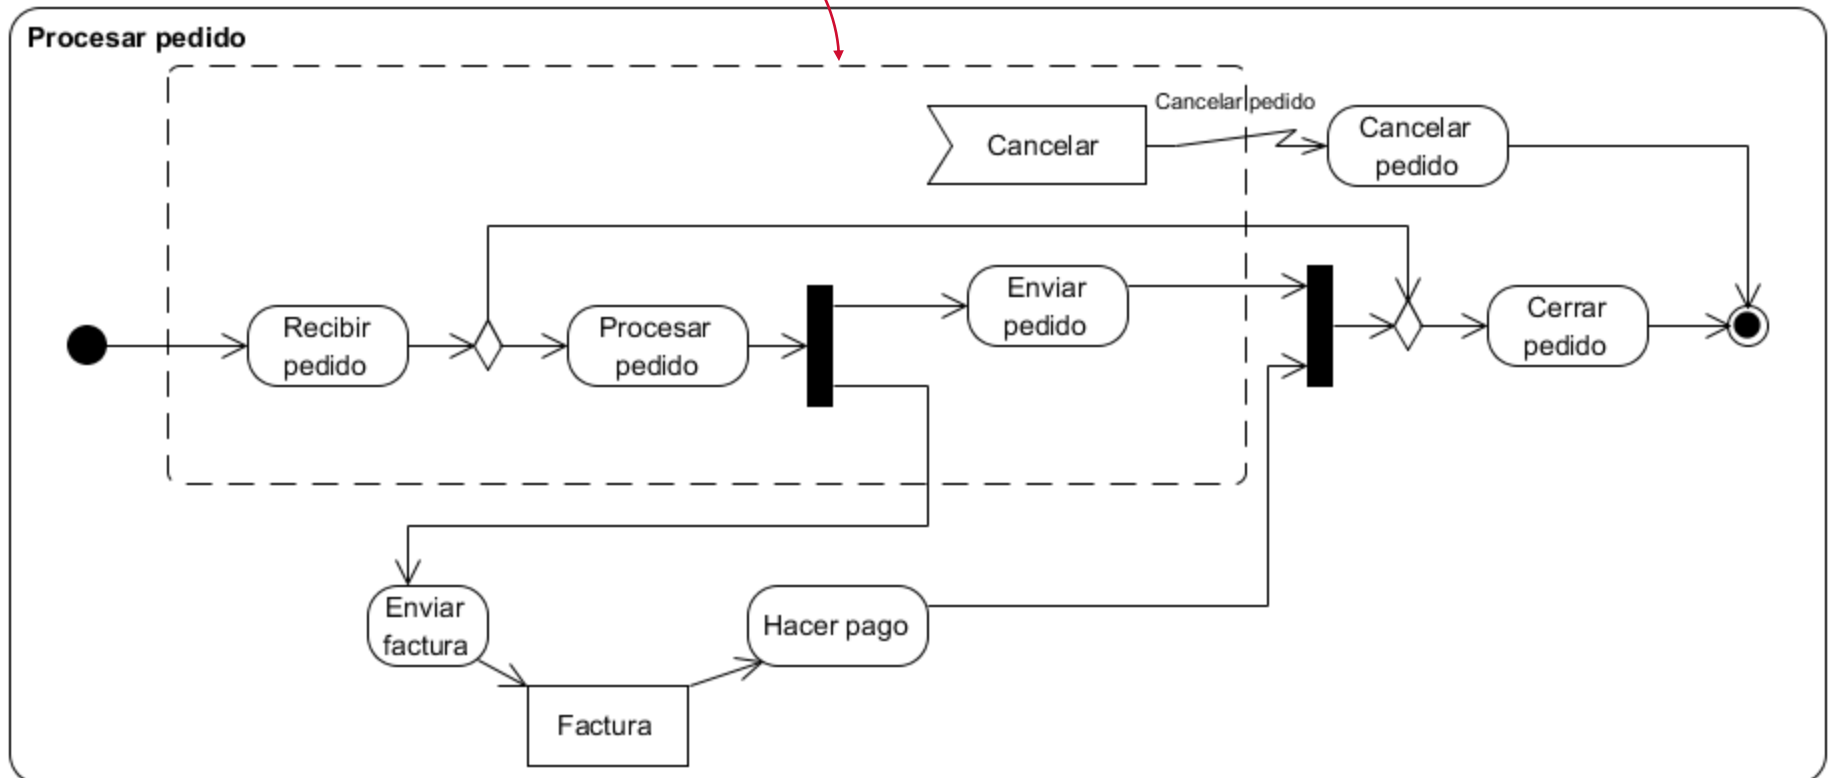 Procesar pedido
Cancelar pedido
Cancelar
Cancelar
pedido
Recibir
pedido
Procesar
pedido
Enviar
pedido
Cerrar
pedido
Enviar
factura
Hacer pago
Factura